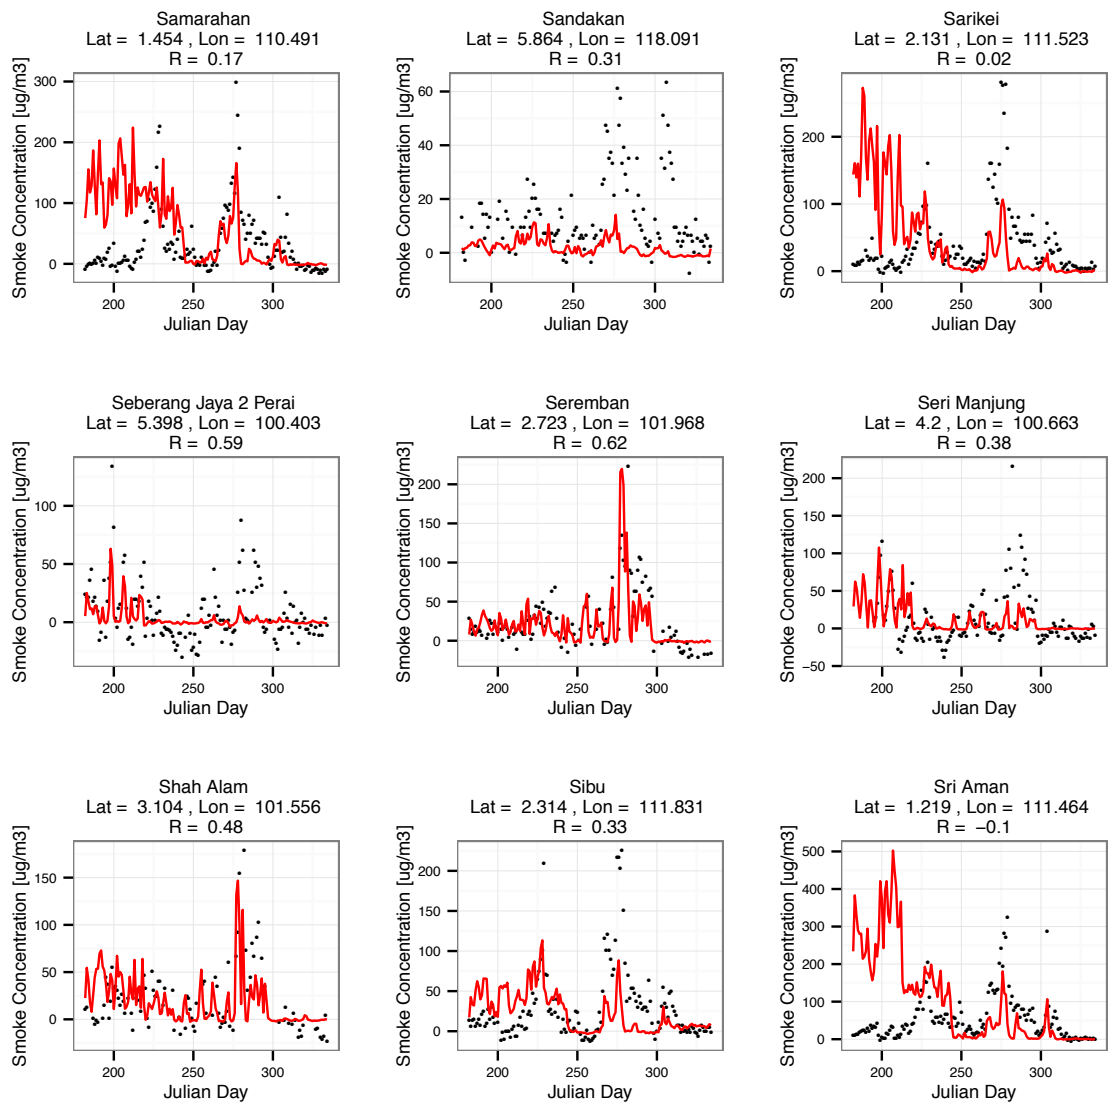 Samarahan
Lat = 1.454 , Lon = 110.491
R = 0.17
Smoke Concentration [ug/m3]
300
200
100
0
200
250
300
Julian Day
Sandakan
Lat = 5.864 , Lon = 118.091
R = 0.31
Smoke Concentration [ug/m3]
60
40
20
0
200
250
300
Julian Day
Sarikei
Lat = 2.131 , Lon = 111.523
R = 0.02
Smoke Concentration [ug/m3]
200
100
0
200
250
300
Julian Day
Seberang Jaya 2 Perai
Lat = 5.398 , Lon = 100.403
R = 0.59
Smoke Concentration [ug/m3]
100
50
0
200
250
300
Julian Day
Seremban
Lat = 2.723 , Lon = 101.968
R = 0.62
Smoke Concentration [ug/m3]
200
150
100
50
0
200
250
300
Julian Day
Seri Manjung
Lat = 4.2 , Lon = 100.663
R = 0.38
Smoke Concentration [ug/m3]
200
150
100
50
0
−50
200
250
300
Julian Day
Shah Alam
Lat = 3.104 , Lon = 101.556
R = 0.48
Smoke Concentration [ug/m3]
150
100
50
0
200
250
300
Julian Day
Sibu
Lat = 2.314 , Lon = 111.831
R = 0.33
Smoke Concentration [ug/m3]
200
150
100
50
0
200
250
300
Julian Day
Sri Aman
Lat = 1.219 , Lon = 111.464
R = −0.1
Smoke Concentration [ug/m3]
500
400
300
200
100
0
200
250
300
Julian Day